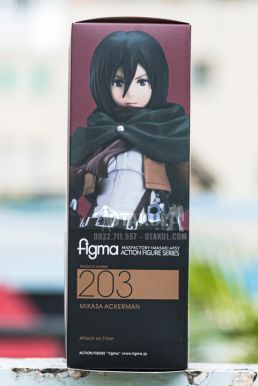 OTAKUL
0932.711.557 - OTAKUL.COM
figma MAXFACTORY×MASAKI APSY
ACTION FIGURE SERIES
PRODUCT NUMBER
203
MIKASA ACKERMAN
Attack on Titan
ACTION FIGURE "figma" /www.figma.jp